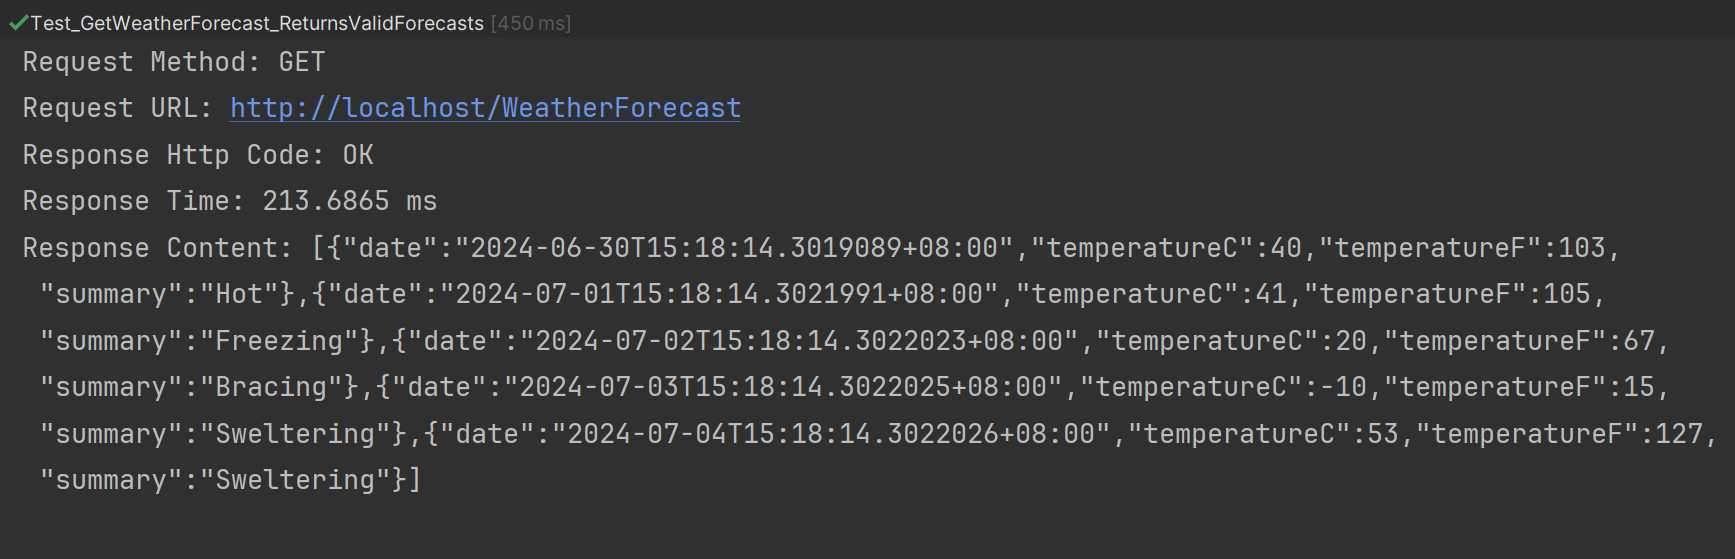 Test_GetWeatherForecast_ReturnsValidForecasts [450 ms]
Request Method: GET
Request URL: http://localhost/WeatherForecast
Response Http Code: OK
Response Time: 213.6865 ms
Response Content: [{"date":"2024-06-30T15:18:14.3019089+08:00","temperatureC":40,"temperatureF":103,
"summary":"Hot"},{"date":"2024-07-01T15:18:14.3021991+08:00","temperatureC":41,"temperatureF":105,
"summary":"Freezing"},{"date":"2024-07-02T15:18:14.3022023+08:00","temperatureC":20,"temperatureF":67,
"summary":"Bracing"},{"date":"2024-07-03T15:18:14.3022025+08:00","temperatureC":-10,"temperatureF":15,
"summary":"Sweltering"},{"date":"2024-07-04T15:18:14.3022026+08:00","temperatureC":53,"temperatureF":127,
"summary":"Sweltering"}]